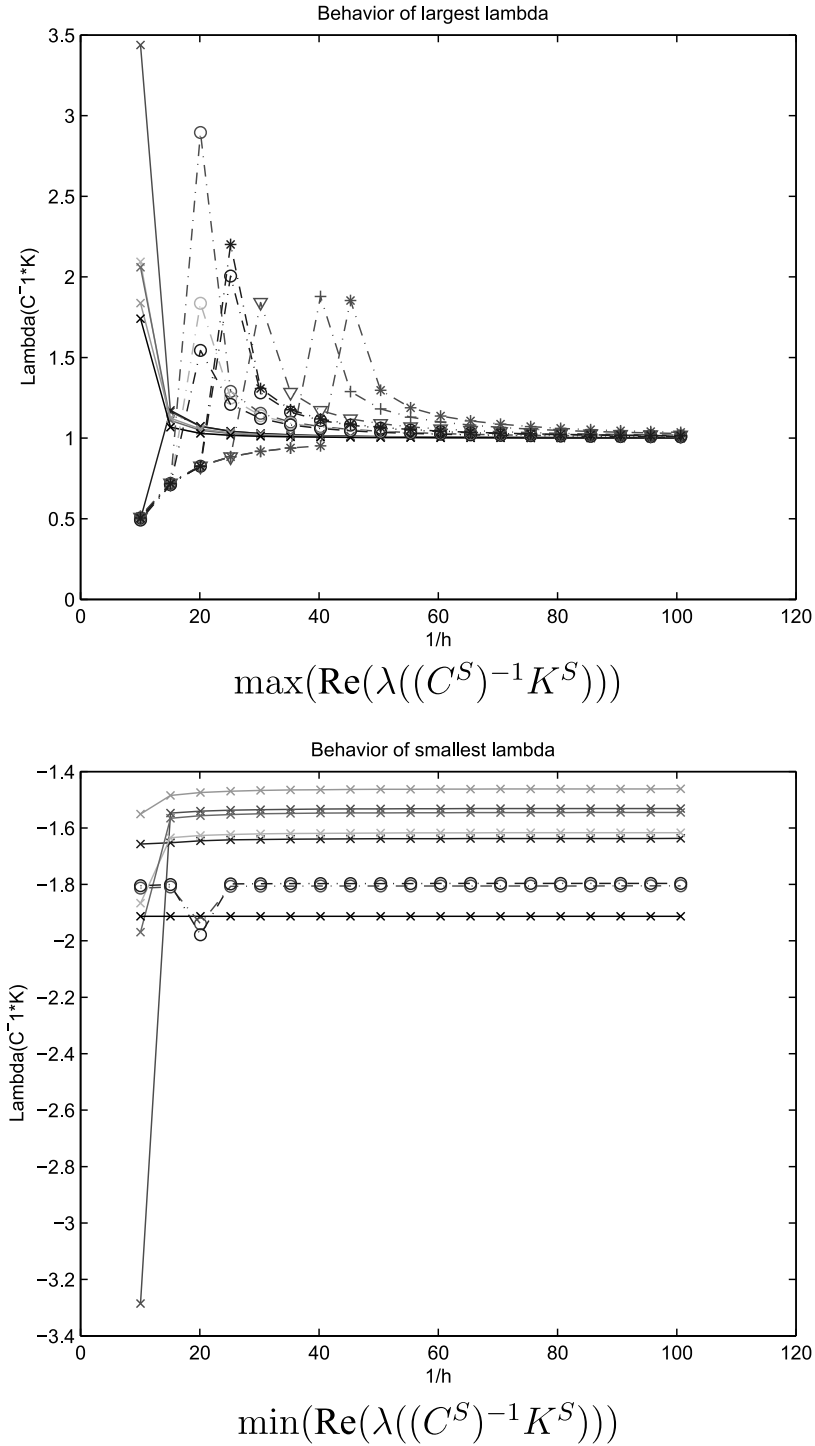 Behavior of largest lambda
3.5
3
2.5
2
1.5
1
0.5
0
Lambda(C‾1*K)
0 20 40 60 80 100 120
1/h
max(Re(λ((C^S)^{-1}K^S)))
Behavior of smallest lambda
−1.4
−1.6
−1.8
−2
−2.2
−2.4
−2.6
−2.8
−3
−3.2
−3.4
Lambda(C‾1*K)
0 20 40 60 80 100 120
1/h
min(Re(λ((C^S)^{-1}K^S)))